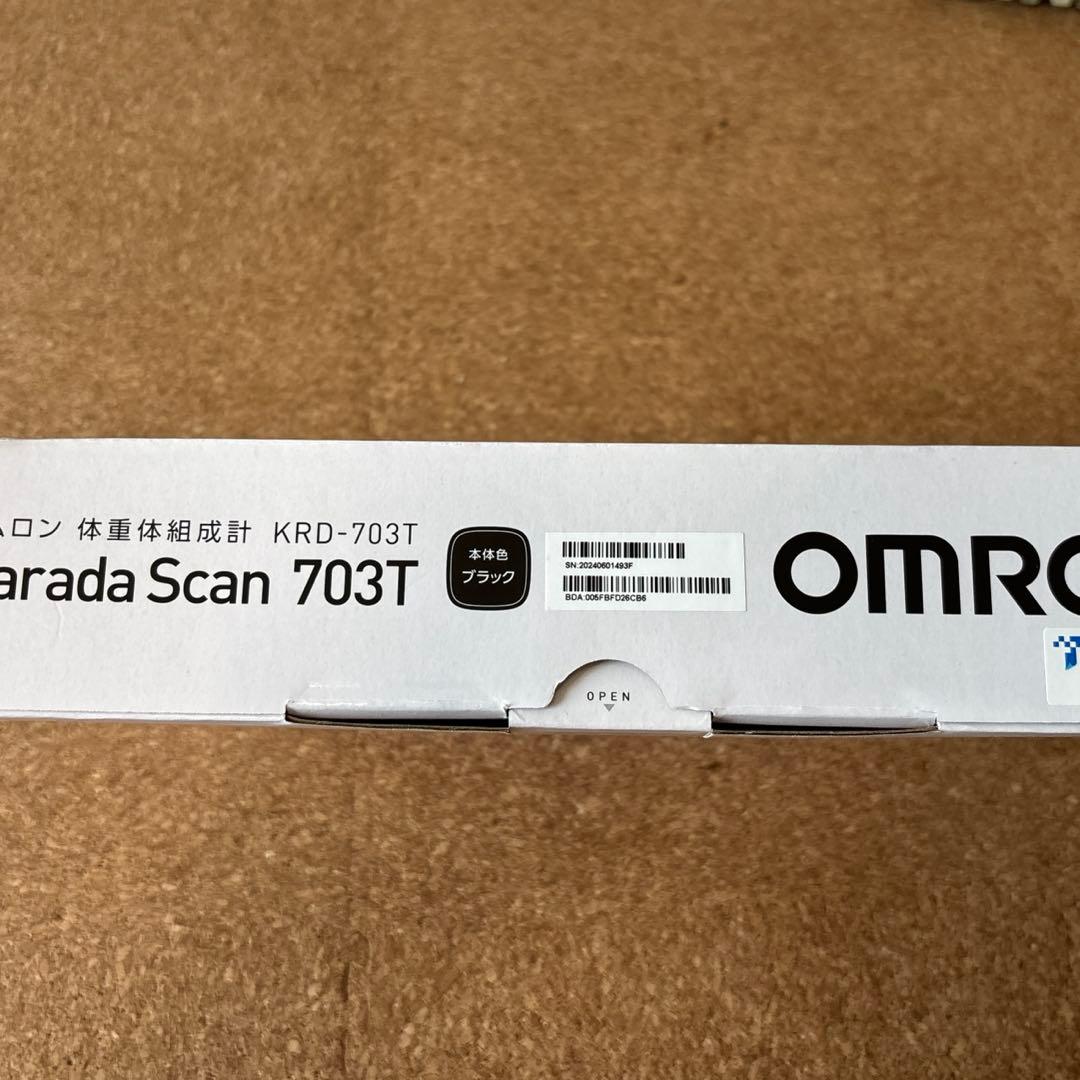 ムロン 体重体組成計 KRD-703T
arada Scan 703T
本体色
ブラック
SN:20240601493F
BDA:005FBFD26CB6
OMRO
OPEN